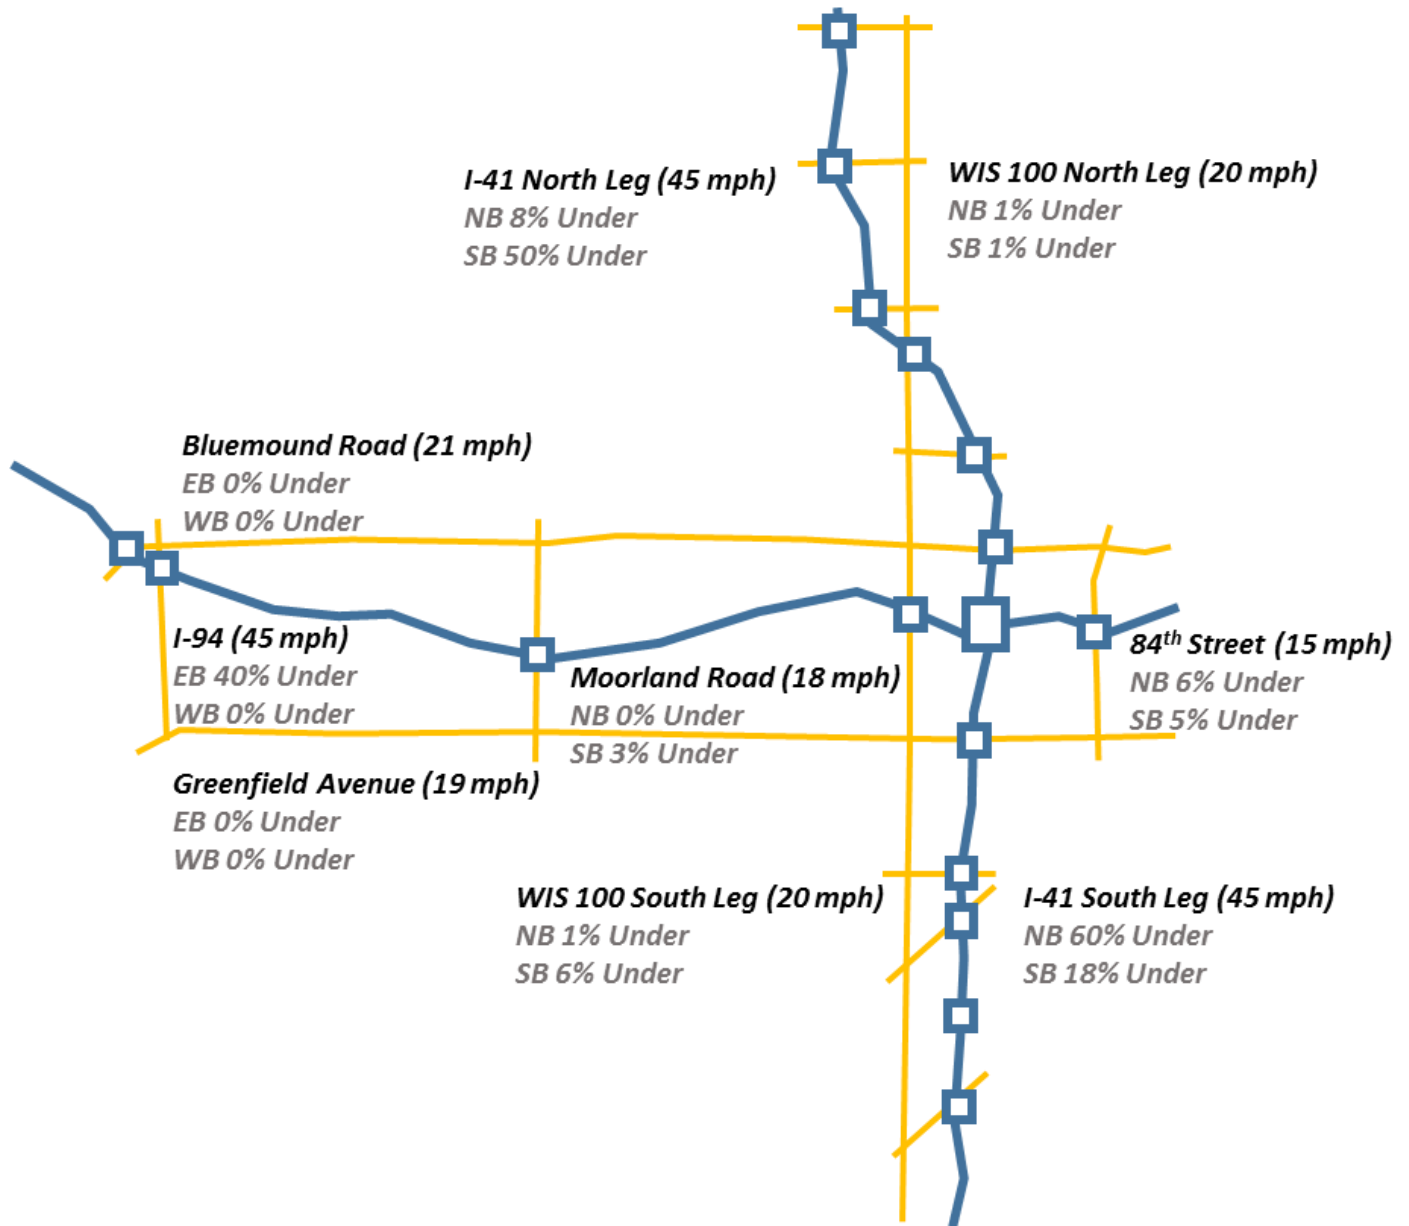 I-41 North Leg (45 mph)
NB 8% Under
SB 50% Under
WIS 100 North Leg (20 mph)
NB 1% Under
SB 1% Under
Bluemound Road (21 mph)
EB 0% Under
WB 0% Under
I-94 (45 mph)
EB 40% Under
WB 0% Under
Moorland Road (18 mph)
NB 0% Under
SB 3% Under
84th Street (15 mph)
NB 6% Under
SB 5% Under
Greenfield Avenue (19 mph)
EB 0% Under
WB 0% Under
WIS 100 South Leg (20 mph)
NB 1% Under
SB 6% Under
I-41 South Leg (45 mph)
NB 60% Under
SB 18% Under